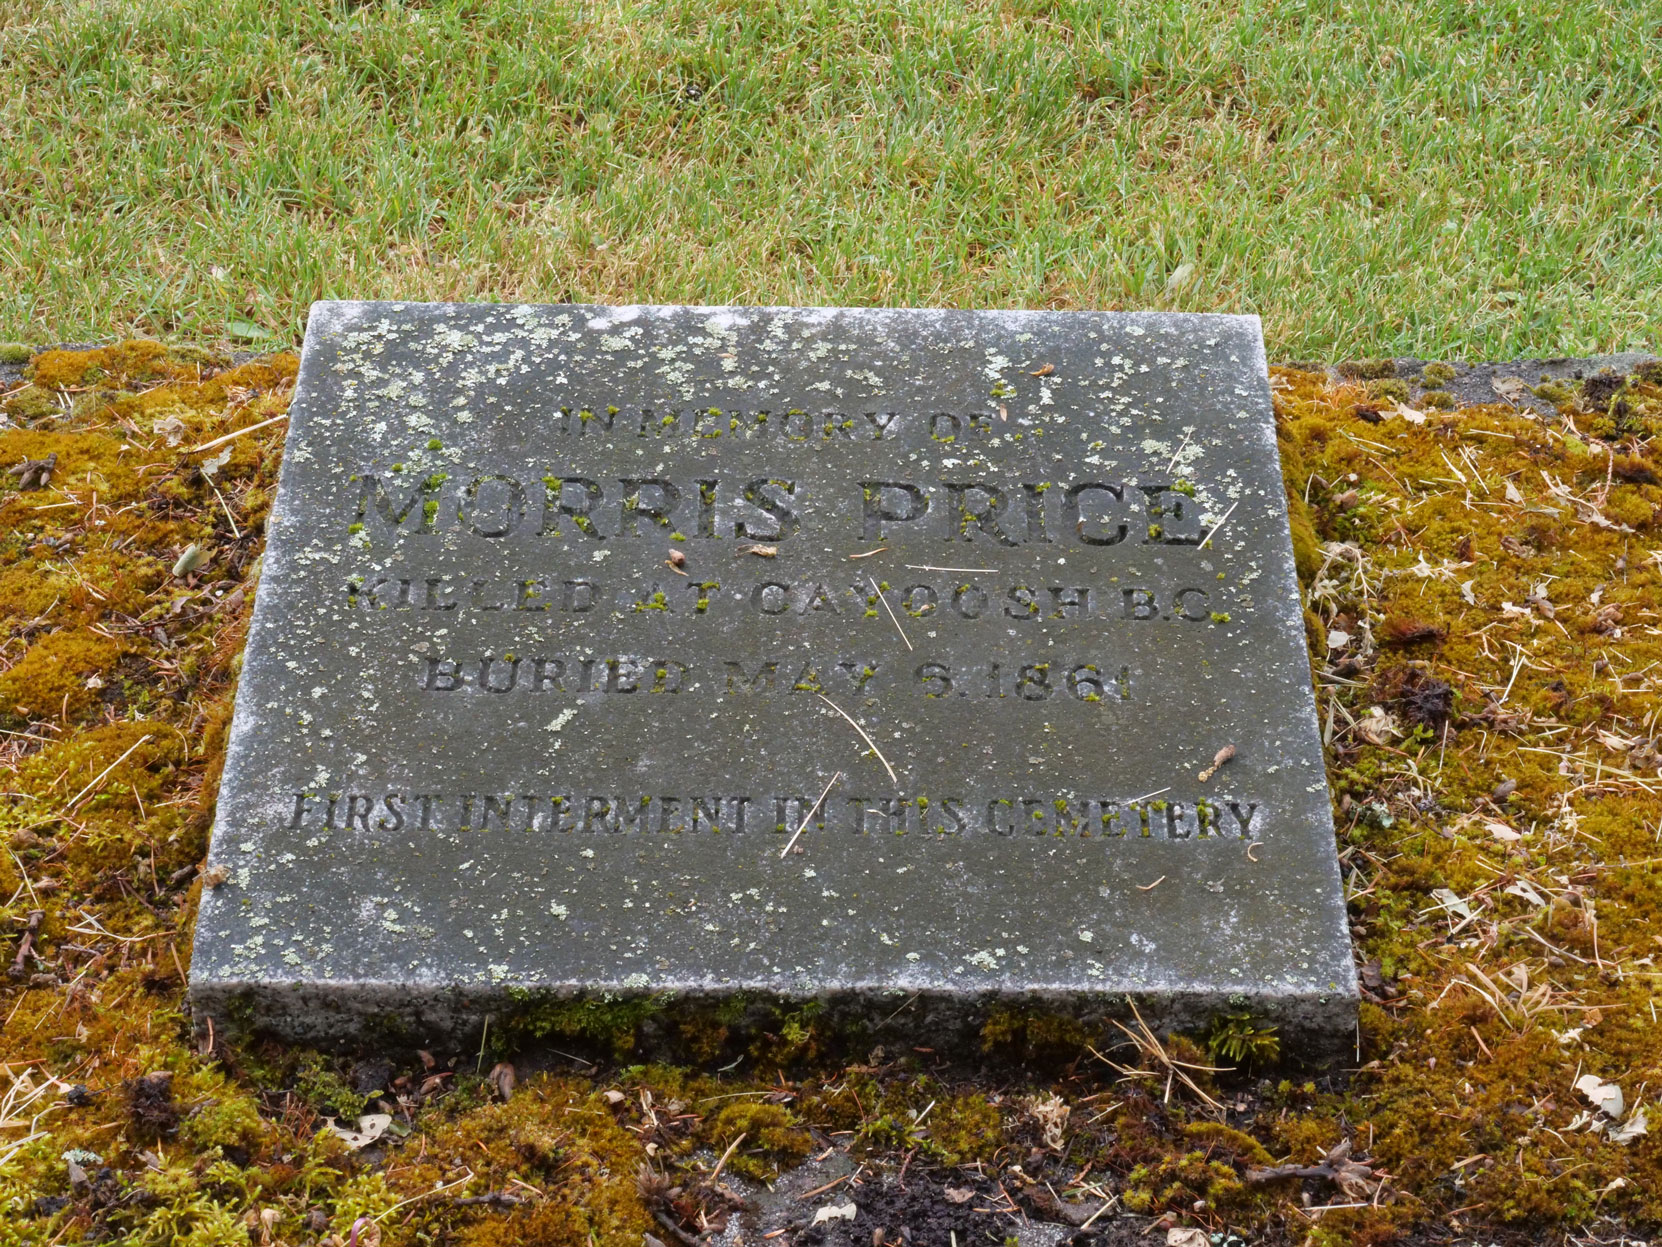 IN MEMORY OF
MORRIS PRICE
KILLED AT CAYOOSH B.C.
BURIED MAY 6. 1861
FIRST INTERMENT IN THIS CEMETERY